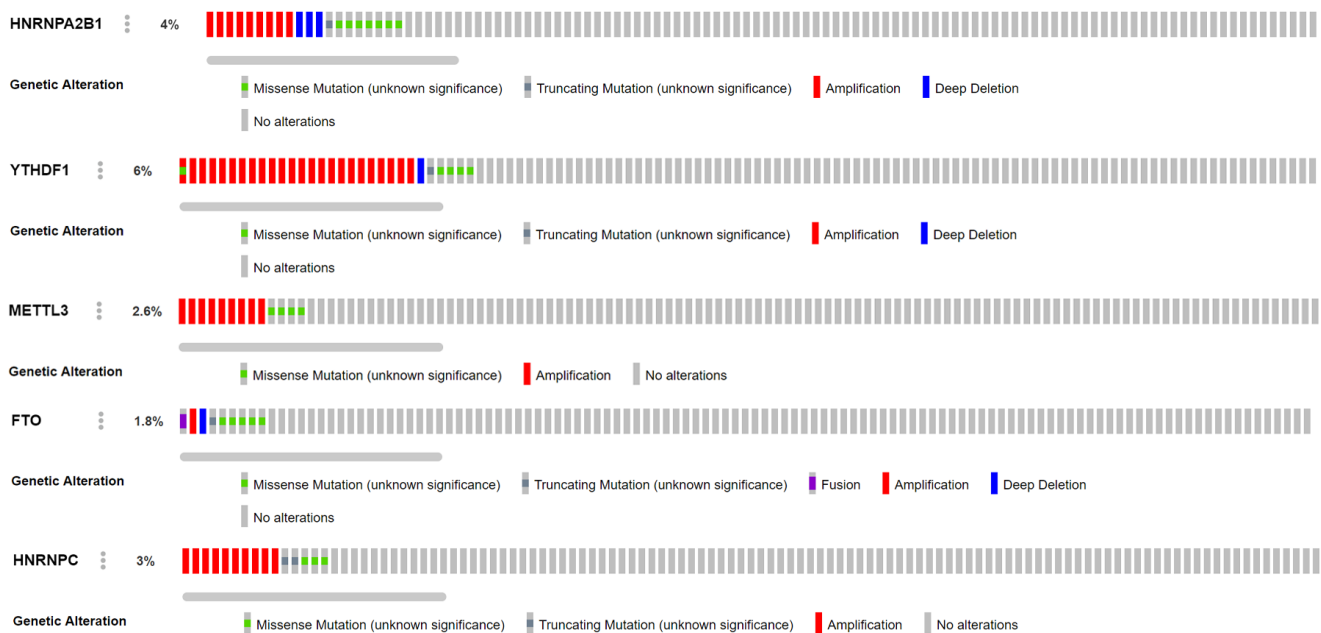 HNRNPA2B1 4%
Genetic Alteration Missense Mutation (unknown significance) Truncating Mutation (unknown significance) Amplification Deep Deletion
No alterations
YTHDF1 6%
Genetic Alteration Missense Mutation (unknown significance) Truncating Mutation (unknown significance) Amplification Deep Deletion
No alterations
METTL3 2.6%
Genetic Alteration Missense Mutation (unknown significance) Amplification No alterations
FTO 1.8%
Genetic Alteration Missense Mutation (unknown significance) Truncating Mutation (unknown significance) Fusion Amplification Deep Deletion
No alterations
HNRNPC 3%
Genetic Alteration Missense Mutation (unknown significance) Truncating Mutation (unknown significance) Amplification No alterations